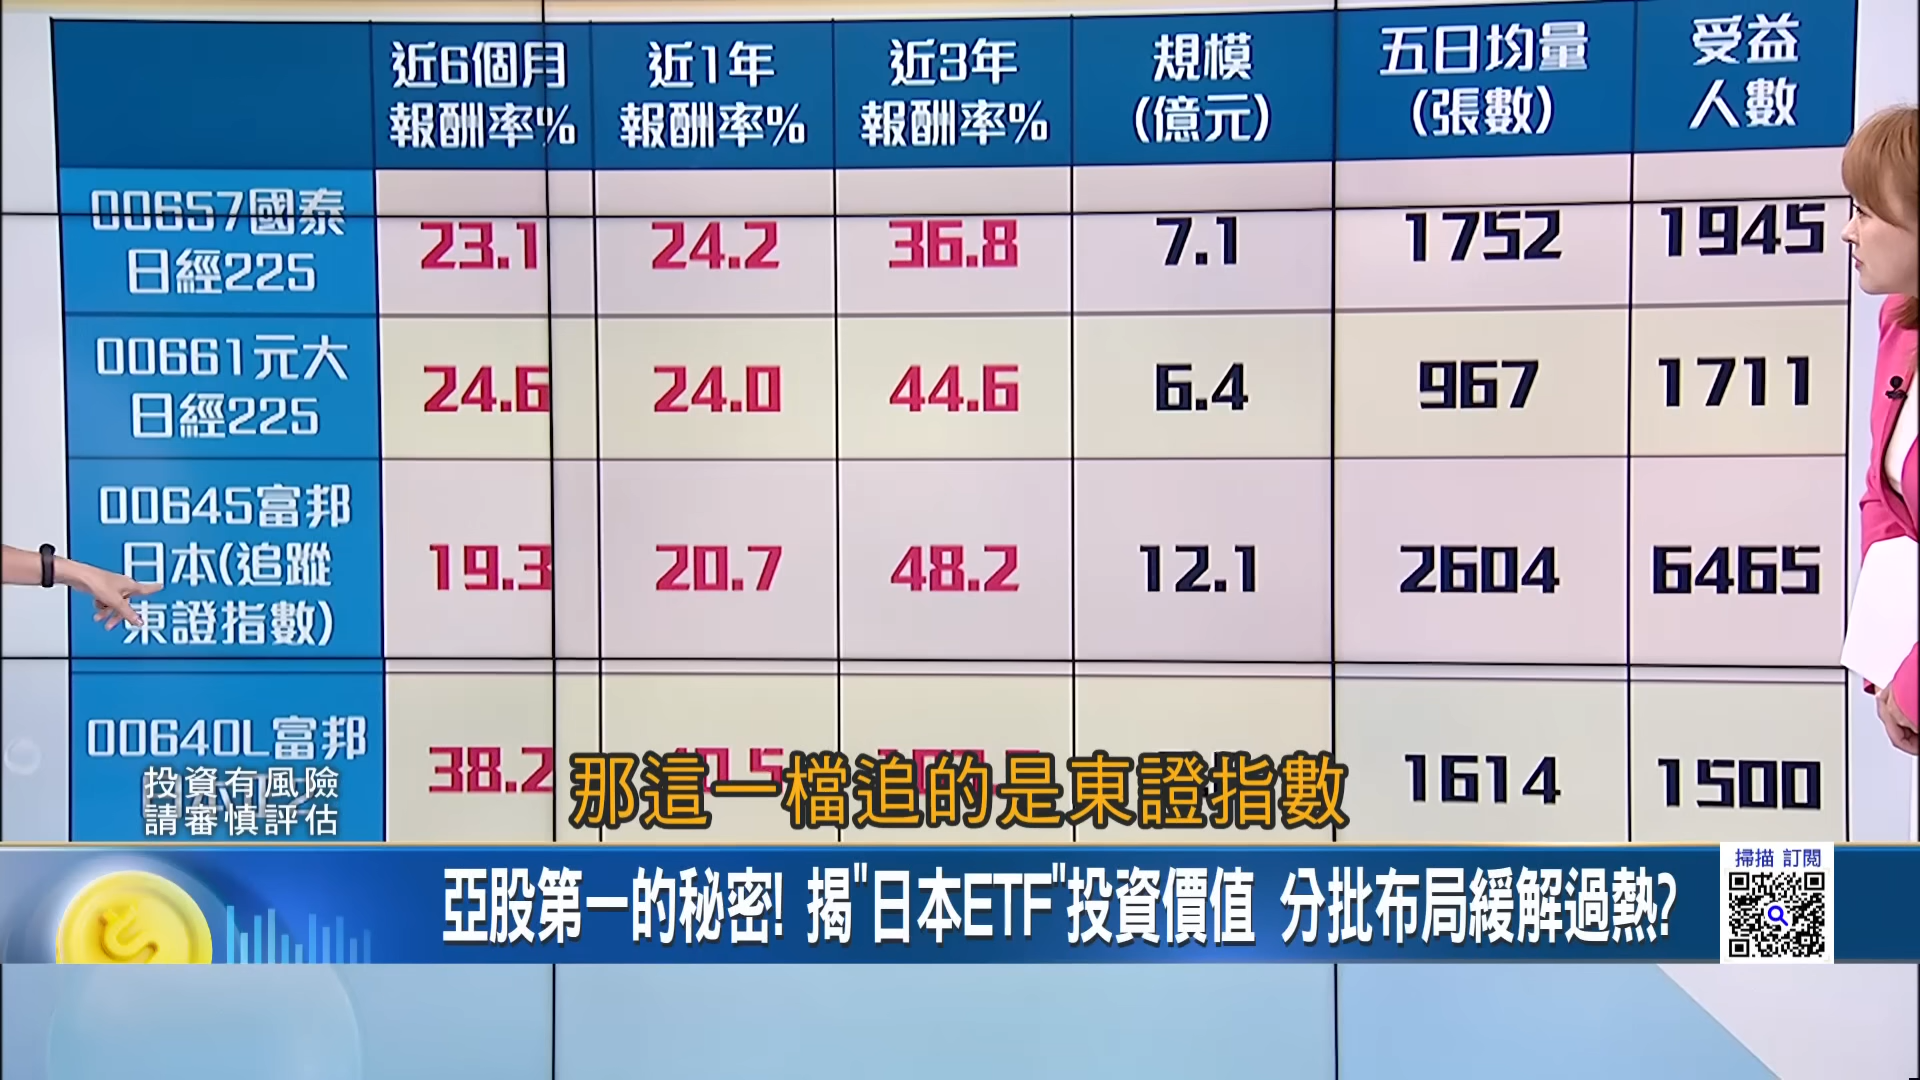 近6個月
報酬率%
近1年
報酬率%
近3年
報酬率%
規模
(億元)
五日均量
(張數)
受益
人數
00657國泰
日經225
23.1
24.2
36.8
7.1
1752
1945
00661元大
日經225
24.6
24.0
44.6
6.4
967
1711
00645富邦
日本(追蹤
東證指數)
19.3
20.7
48.2
12.1
2604
6465
00640L富邦
38.2
1614
1500
投資有風險
請審慎評估
那這一檔追的是東證指數
亞股第一的秘密! 揭"日本ETF"投資價值 分批布局緩解過熱?
掃描 訂閱